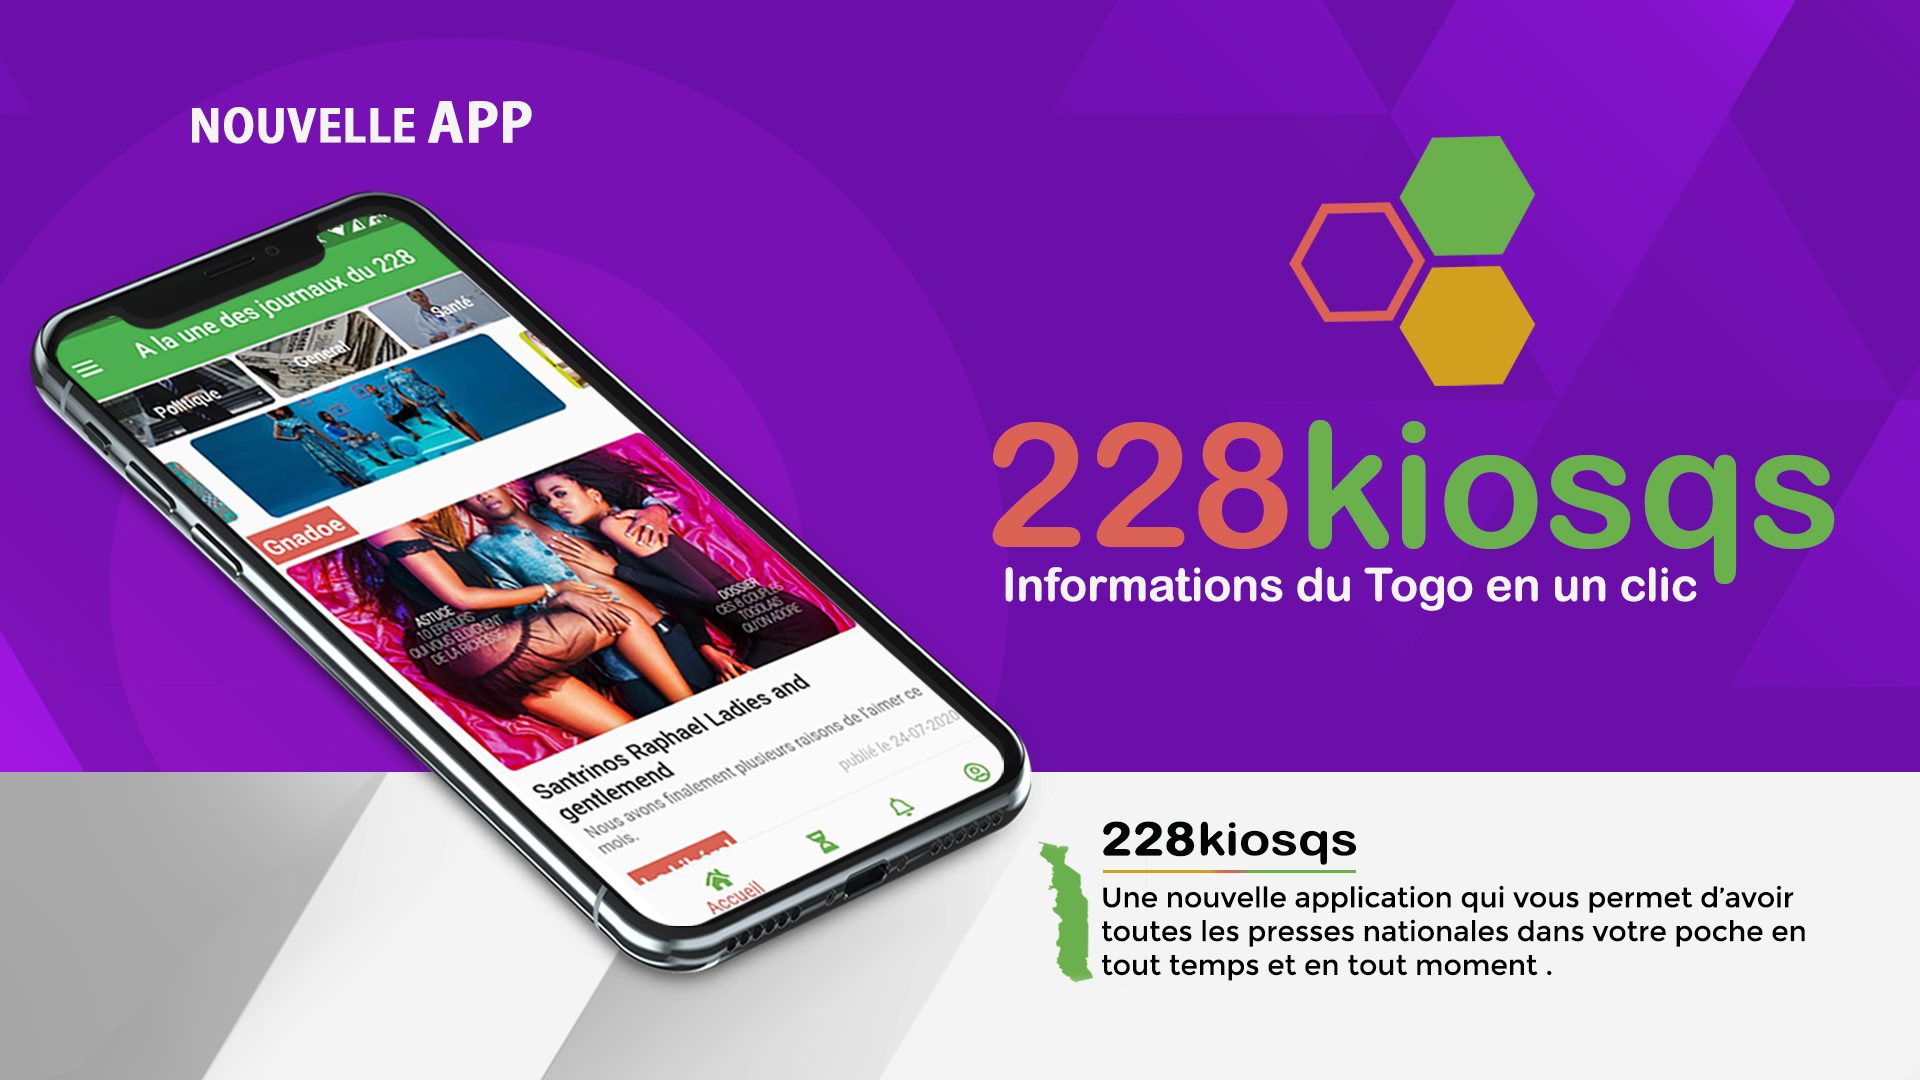 NOUVELLE APP
A la une des journaux du 228
Politique
General
Santé
Gnadoe
ASTUCE
10 ERREURS
QUI VOUS ELOIGNENT
DE LA RICHESSE
DOSSIER
CES 8 COUPLES
TOGOLAIS
QU'ON ADORE
Santrinos Raphael Ladies and
gentlemend
Nous avons finalement plusieurs raisons de l'aimer ce
mois.
publié le 24-07-2020
Accueil
228kiosqs
Informations du Togo en un clic
228kiosqs
Une nouvelle application qui vous permet d’avoir
toutes les presses nationales dans votre poche en
tout temps et en tout moment .